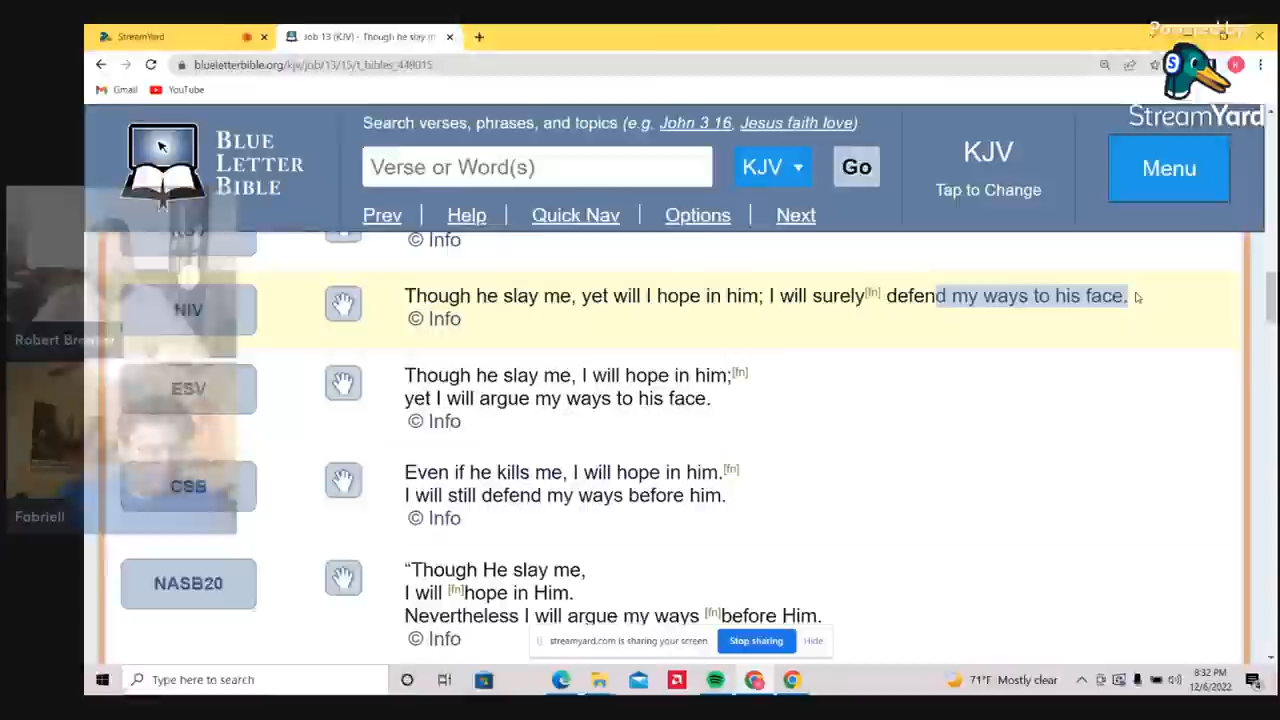 Powered by
StreamYard
StreamYard
Job 13 (KJV) - Though he slay m
blueletterbible.org/kjv/job/13/15/t_bibles_449015
Gmail
YouTube
BLUE
LETTER
BIBLE
Search verses, phrases, and topics (e.g. John 3 16, Jesus faith love)
Verse or Word(s)
KJV
Go
Prev
Help
Quick Nav
Options
Next
KJV
Tap to Change
Menu
© Info
NIV
Though he slay me, yet will I hope in him; I will surely[fn] defend my ways to his face.
© Info
ESV
Though he slay me, I will hope in him;[fn]
yet I will argue my ways to his face.
© Info
CSB
Even if he kills me, I will hope in him.[fn]
I will still defend my ways before him.
© Info
NASB20
“Though He slay me,
I will [fn]hope in Him.
Nevertheless I will argue my ways [fn]before Him.
© Info
Robert
Fabriell
streamyard.com is sharing your screen.
Stop sharing
Hide
Type here to search
71°F Mostly clear
8:32 PM
12/6/2022